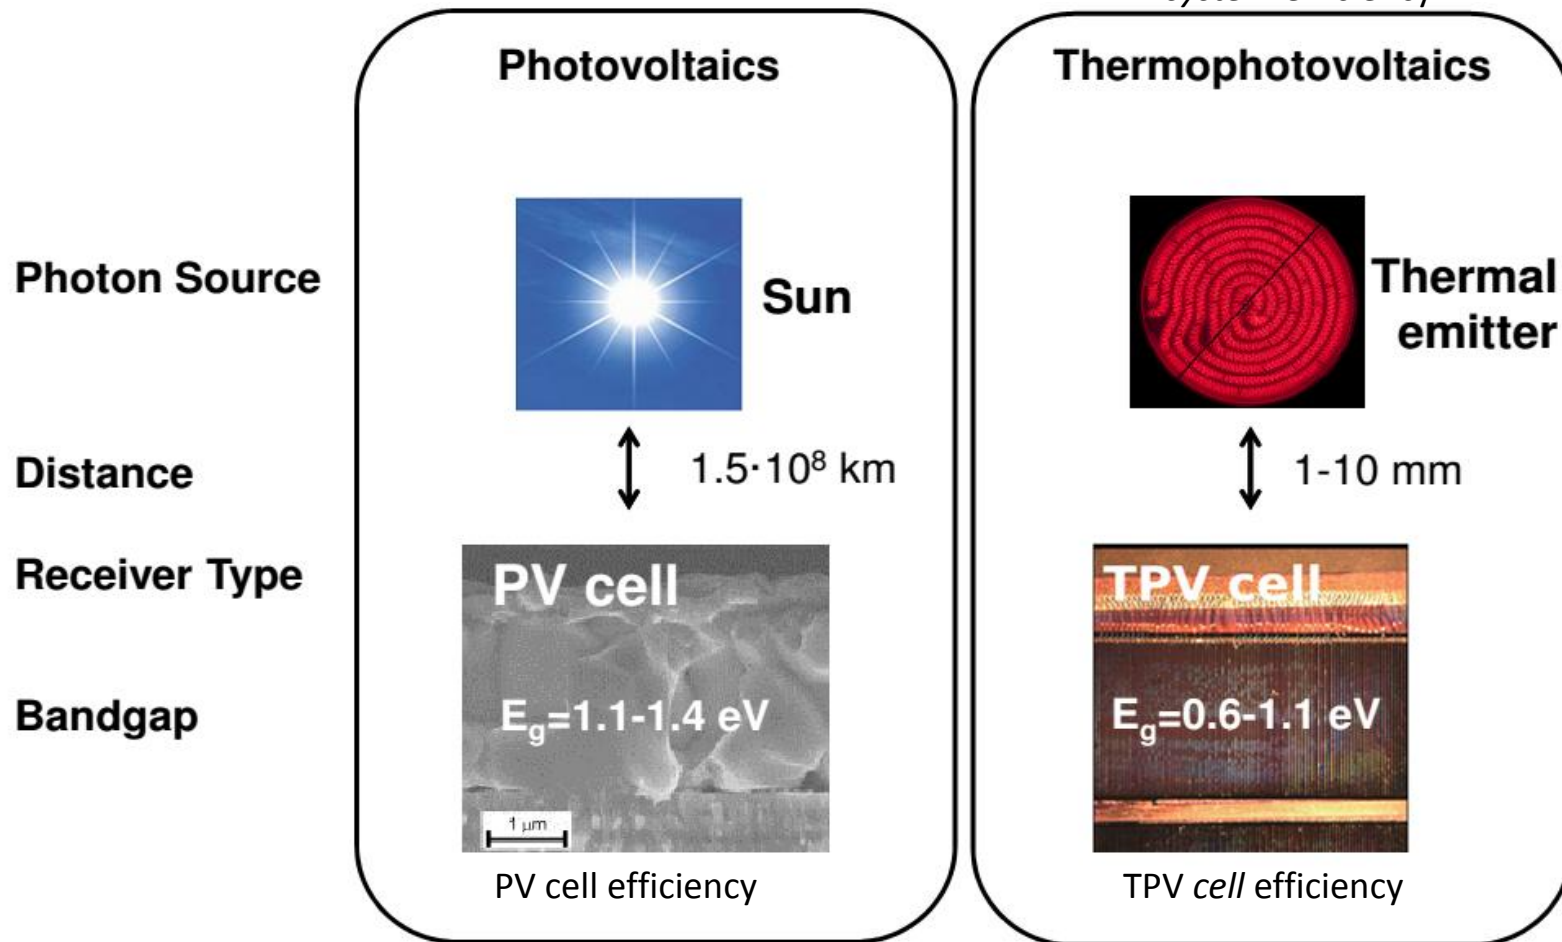 Photovoltaics
Thermophotovoltaics
Photon Source
Sun
Thermal
emitter
Distance
1.5·10⁸ km
1-10 mm
Receiver Type
PV cell
TPV cell
Bandgap
E_g=1.1-1.4 eV
E_g=0.6-1.1 eV
1 μm
PV cell efficiency
TPV cell efficiency